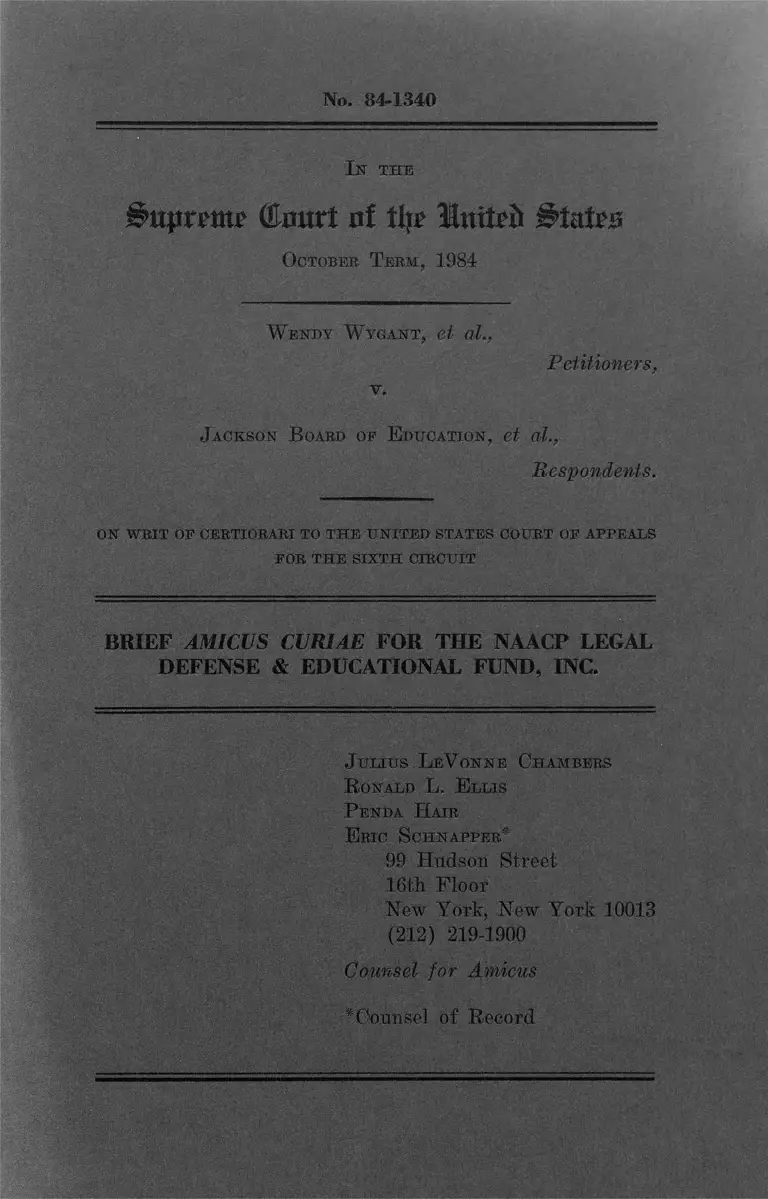 No. 84-1340
IN THE
Supreme Court of the United States
OCTOBER TERM, 1984
WENDY WYGANT, et al.,
Petitioners,
v.
JACKSON BOARD OF EDUCATION, et al.,
Respondents.
ON WRIT OF CERTIORARI TO THE UNITED STATES COURT OF APPEALS
FOR THE SIXTH CIRCUIT
BRIEF AMICUS CURIAE FOR THE NAACP LEGAL
DEFENSE & EDUCATIONAL FUND, INC.
JULIUS LEVONNE CHAMBERS
RONALD L. ELLIS
PENDA HAIR
ERIC SCHNAPPER*
99 Hudson Street
16th Floor
New York, New York 10013
(212) 219-1900
Counsel for Amicus
*Counsel of Record